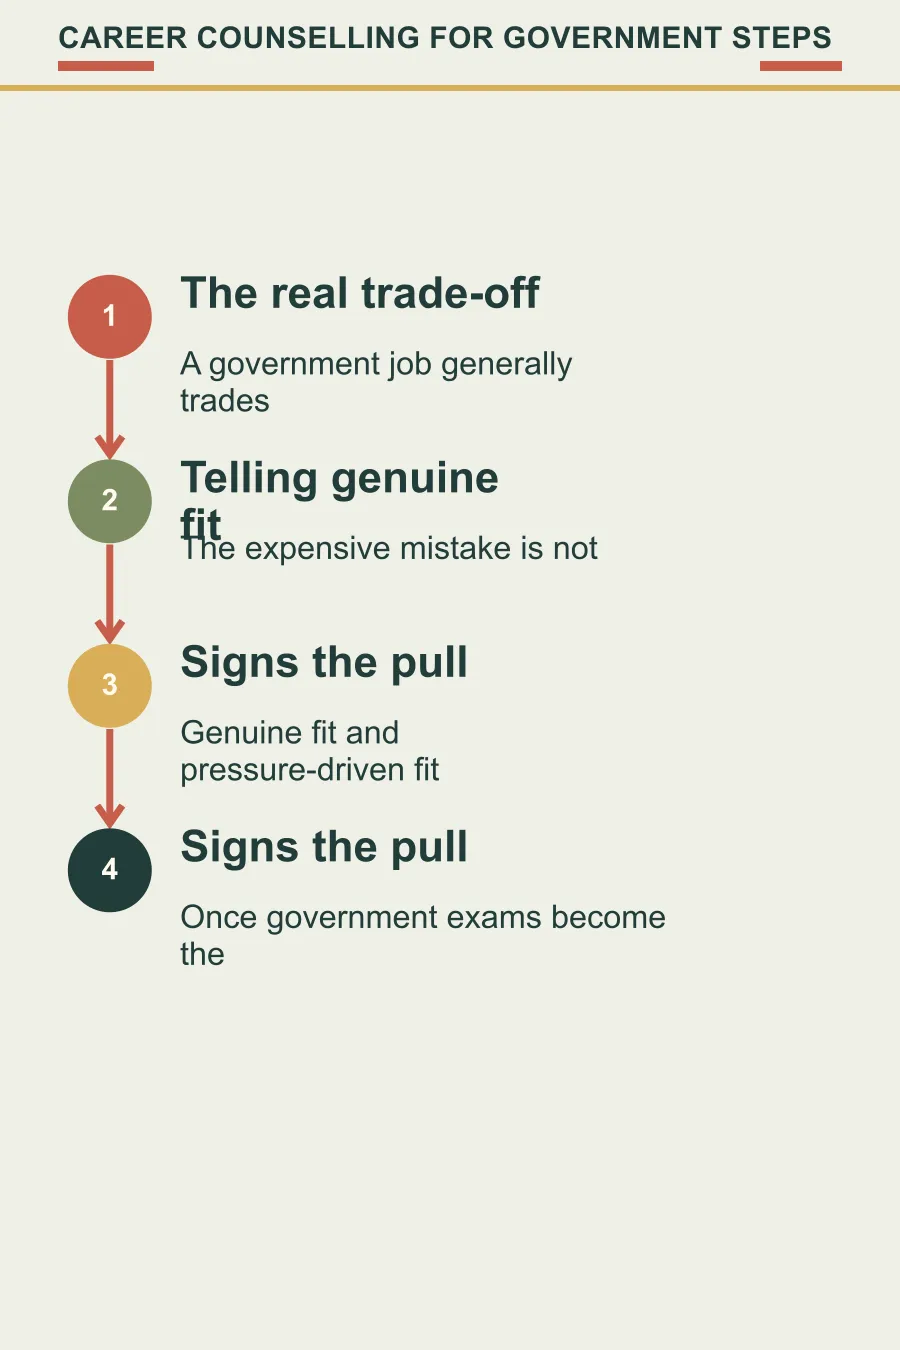 CAREER COUNSELLING FOR GOVERNMENT STEPS
1
The real trade-off
A government job generally
trades
2
Telling genuine
fit
The expensive mistake is not
3
Signs the pull
Genuine fit and
pressure-driven fit
4
Signs the pull
Once government exams become
the